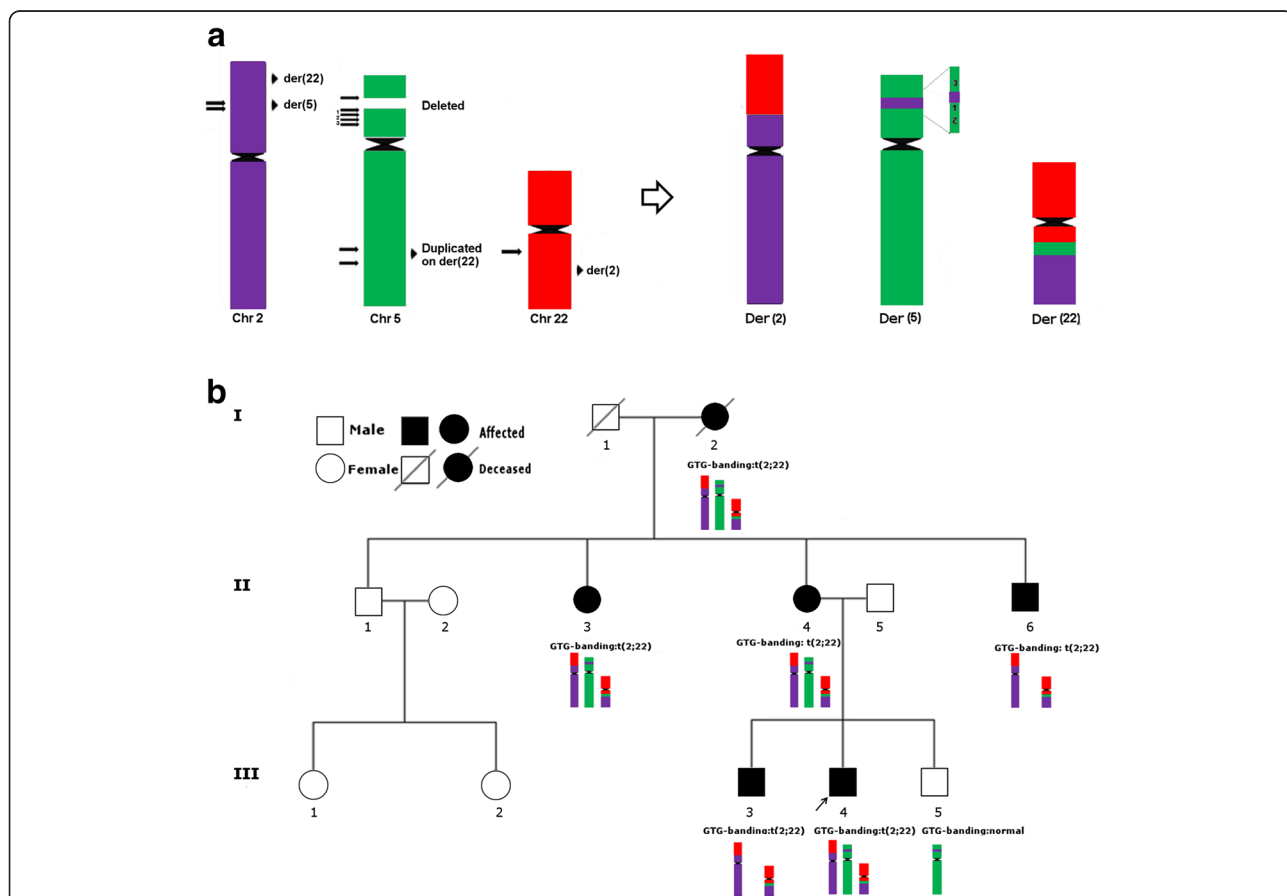 a
der(22)
der(5)
Deleted
Duplicated
on der(22)
der(2)
Chr 2
Chr 5
Chr 22
3
1
2
Der (2)
Der (5)
Der (22)
b
I
Male
Affected
Female
Deceased
1
2
GTG-banding:t(2;22)
II
1
2
3
4
5
6
GTG-banding:t(2;22)
GTG-banding: t(2;22)
GTG-banding: t(2;22)
III
1
2
3
4
5
GTG-banding:t(2;22)
GTG-banding:t(2;22)
GTG-banding:normal